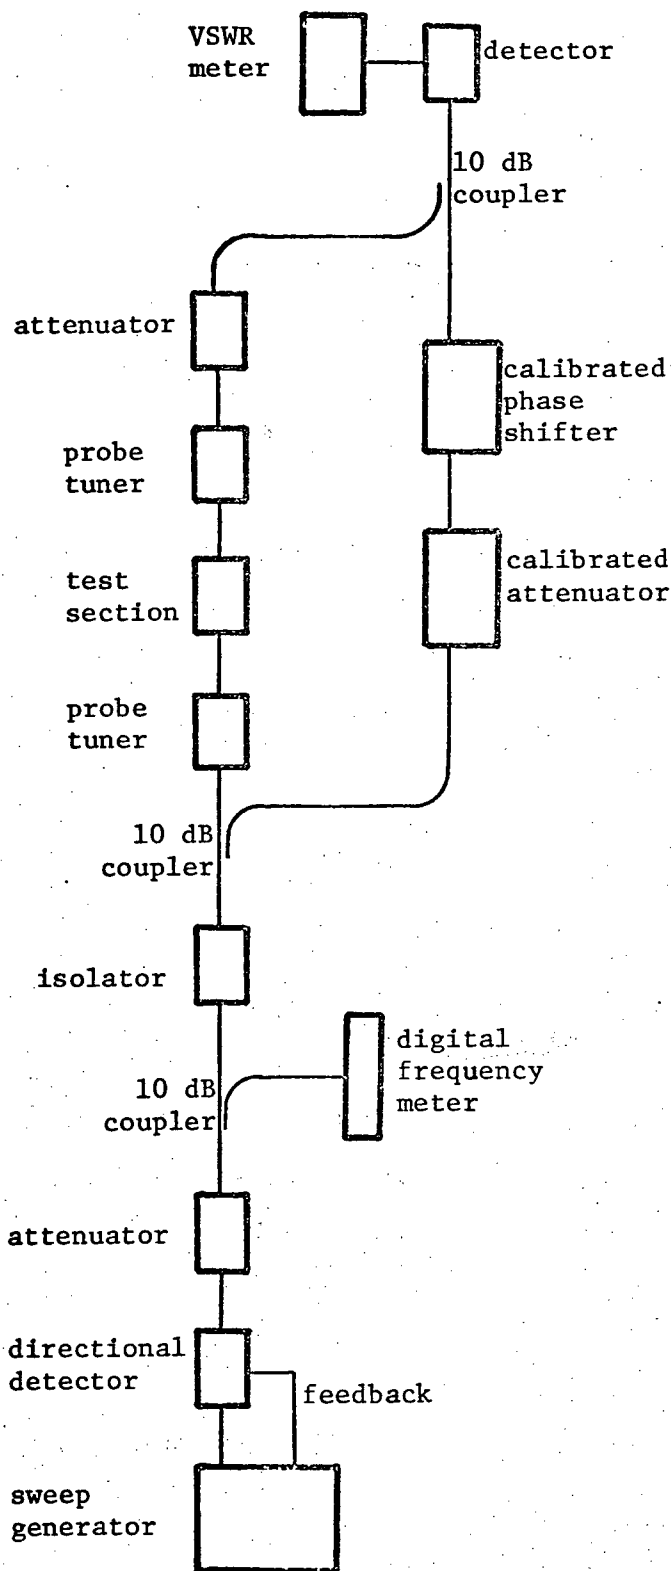 VSWR
meter
detector
10 dB
coupler
attenuator
calibrated
phase
shifter
probe
tuner
calibrated
attenuator
test
section
probe
tuner
10 dB
coupler
isolator
digital
frequency
meter
10 dB
coupler
attenuator
directional
detector
feedback
sweep
generator